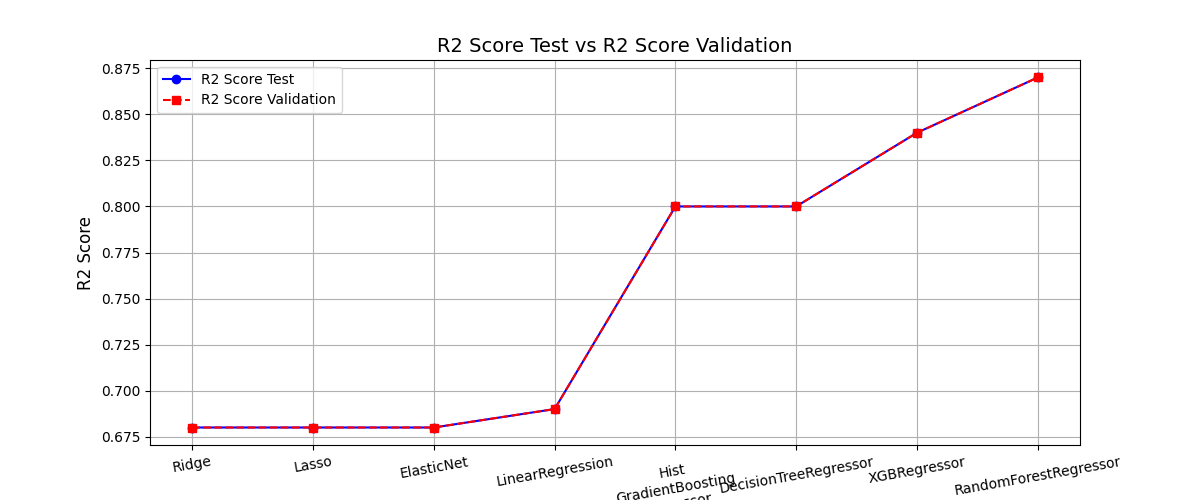 R2 Score Test vs R2 Score Validation
R2 Score Test
R2 Score Validation
0.875
0.850
0.825
0.800
0.775
0.750
0.725
0.700
0.675
R2 Score
Ridge
Lasso
ElasticNet
LinearRegression
Hist
GradientBoosting
DecisionTreeRegressor
XGBRegressor
RandomForestRegressor